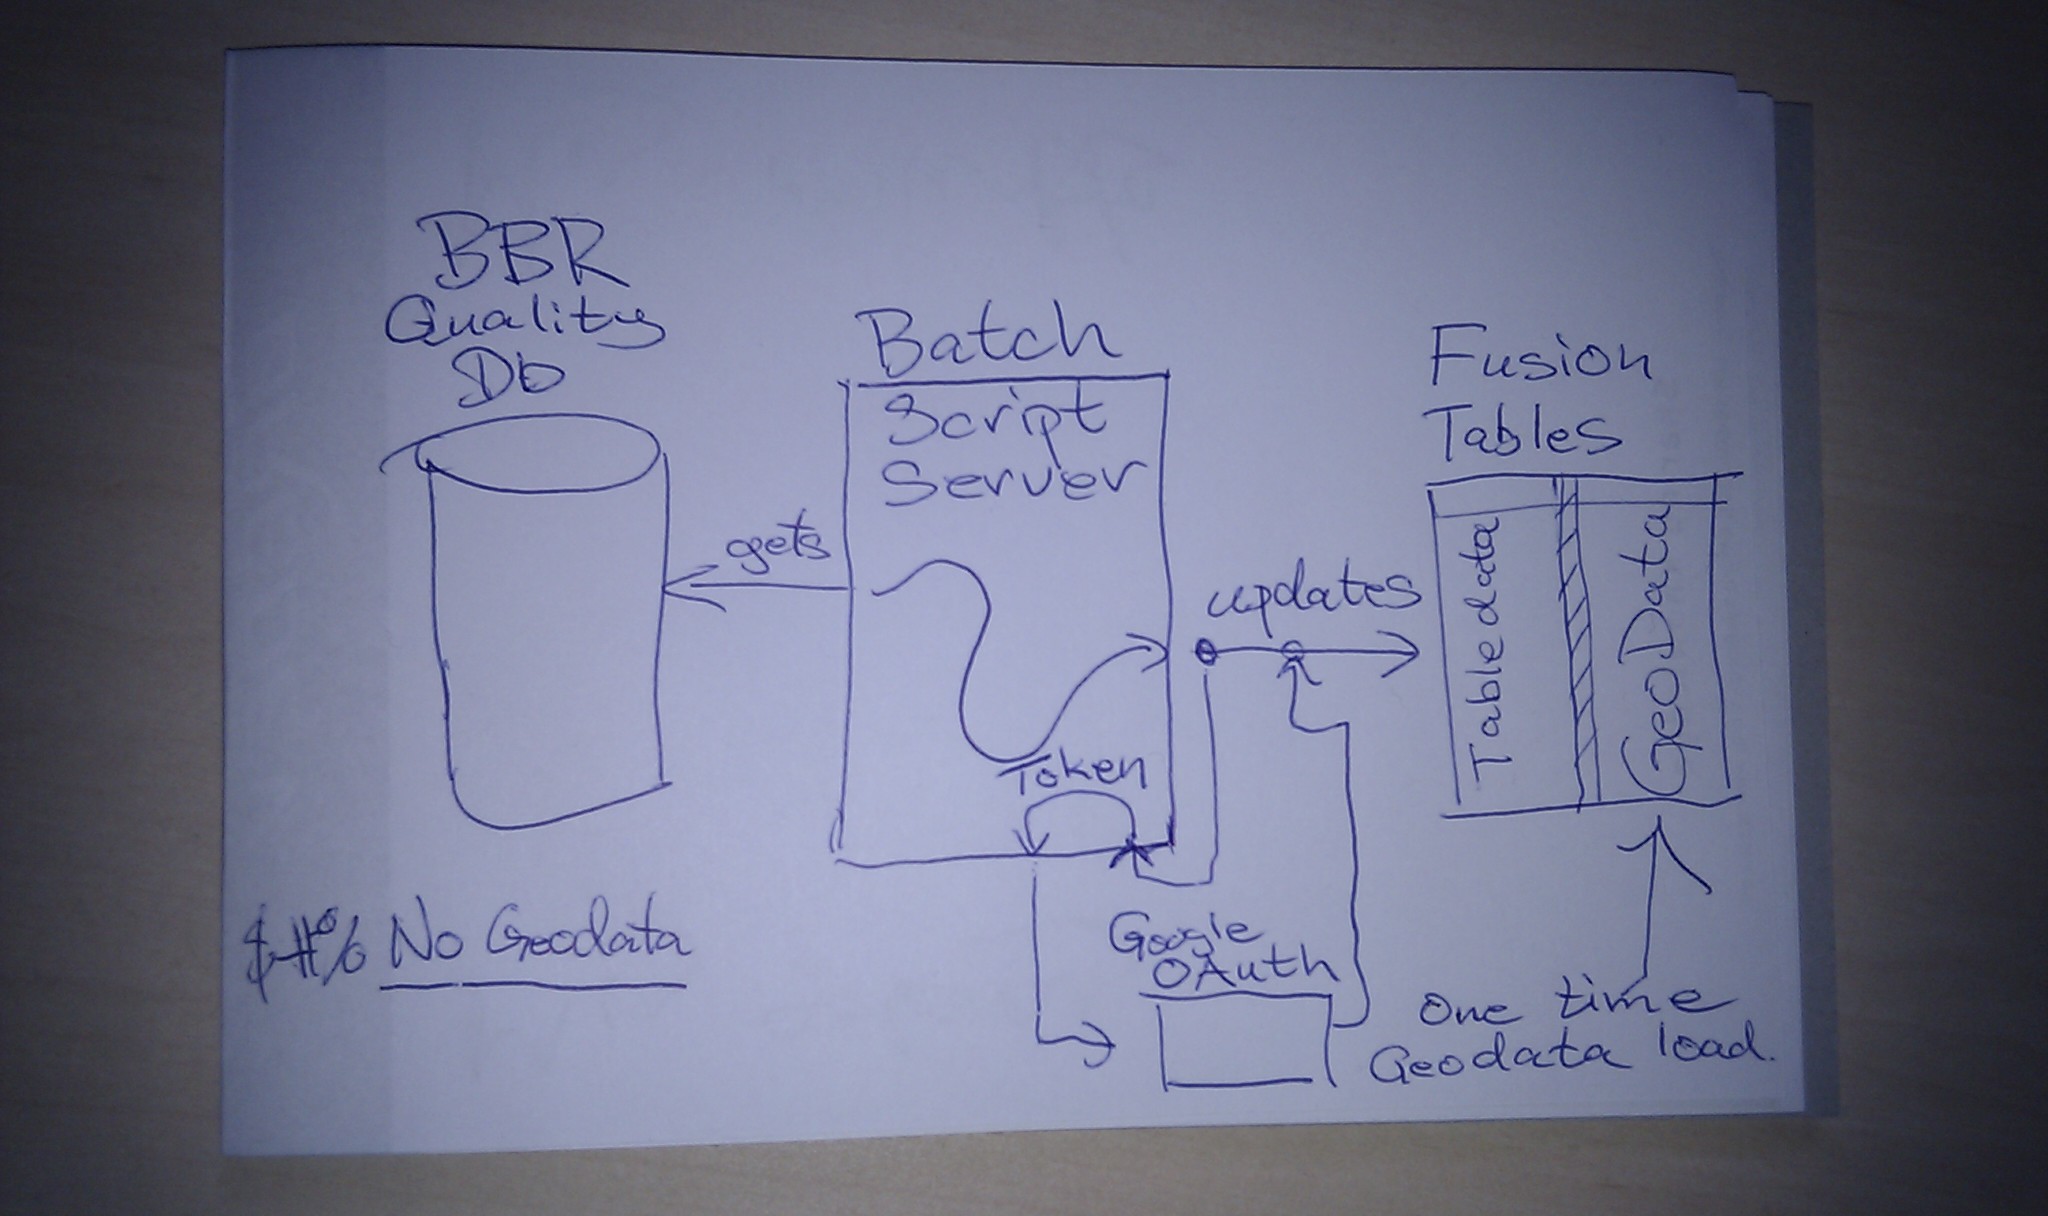 BBR
Quality
Db
Batch
Script
Server
gets
updates
Token
Fusion
Tables
Tabledata
GeoData
$#% No Geodata
Google
OAuth
One time
Geodata load.